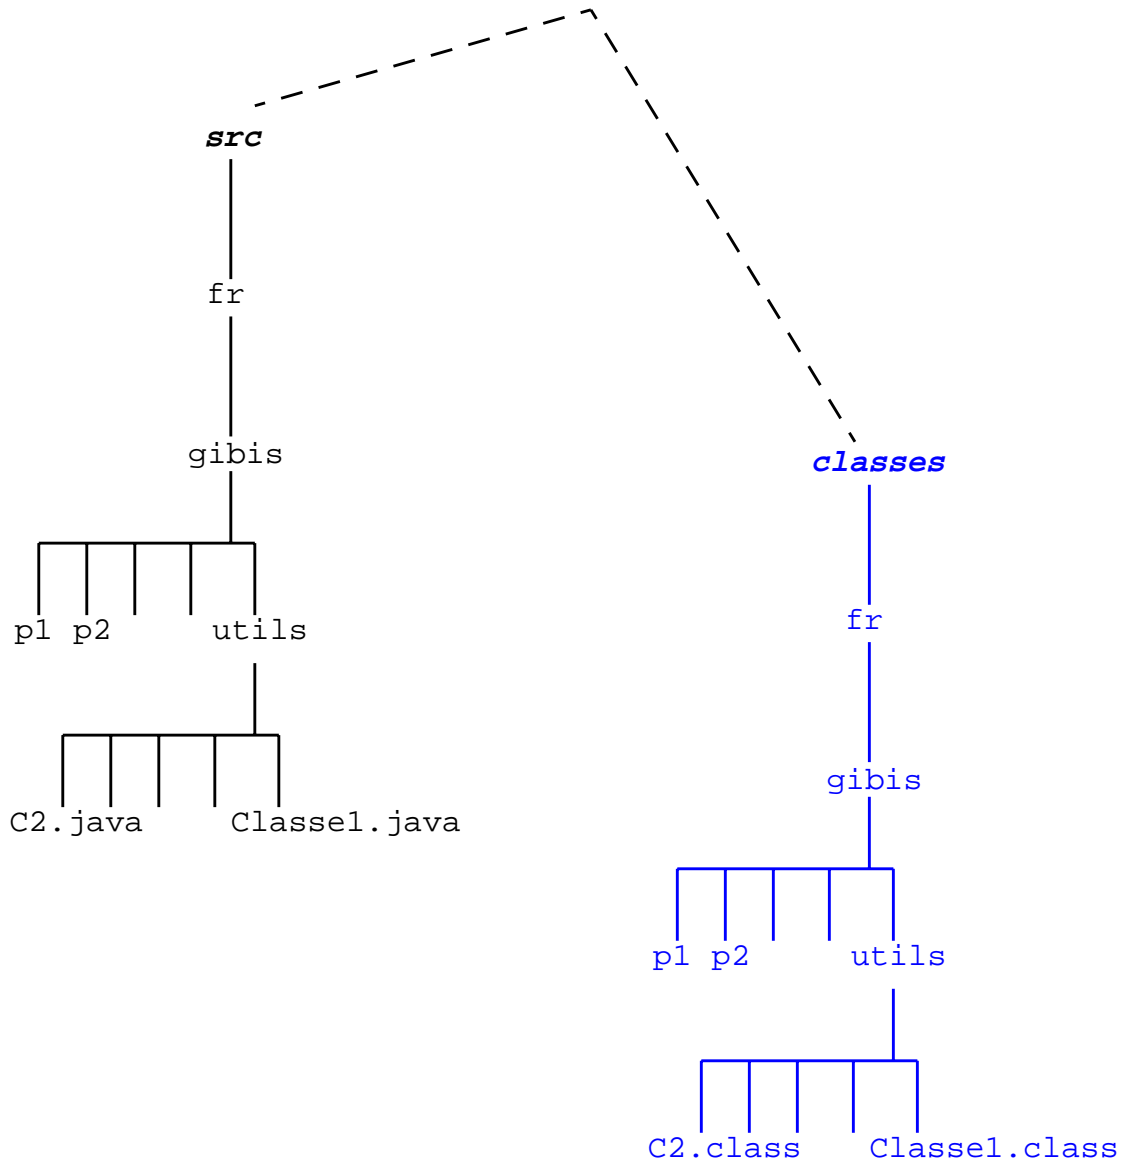 src
fr
gibis
p1 p2 utils
C2.java Classe1.java
classes
fr
gibis
p1 p2 utils
C2.class Classe1.class